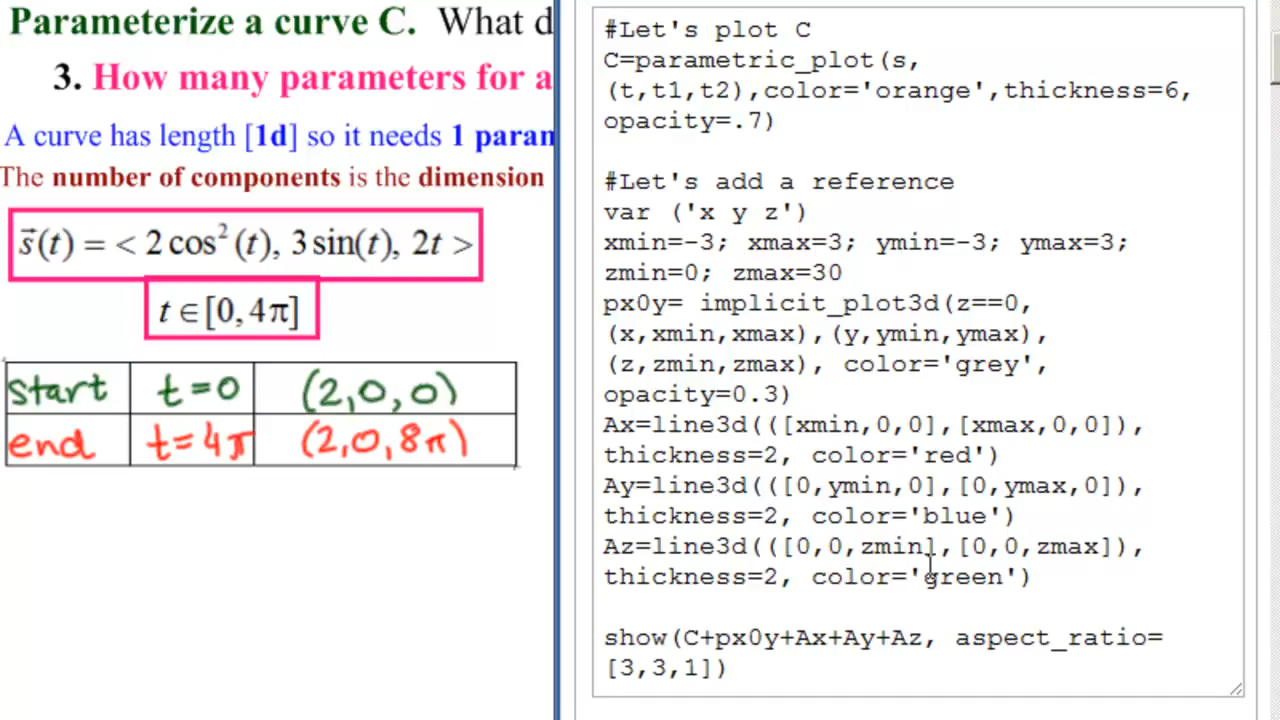 Parameterize a curve C. What d
3. How many parameters for a
A curve has length [1d] so it needs 1 param
The number of components is the dimension
s⃗(t) = < 2 cos²(t), 3 sin(t), 2t >
t ∈ [0, 4π]
start t=0 (2,0,0)
end t=4π (2,0,8π)
#Let's plot C
C=parametric_plot(s,
(t,t1,t2),color='orange',thickness=6,
opacity=.7)
#Let's add a reference
var ('x y z')
xmin=-3; xmax=3; ymin=-3; ymax=3;
zmin=0; zmax=30
px0y= implicit_plot3d(z==0,
(x,xmin,xmax),(y,ymin,ymax),
(z,zmin,zmax), color='grey',
opacity=0.3)
Ax=line3d(([xmin,0,0],[xmax,0,0]),
thickness=2, color='red')
Ay=line3d(([0,ymin,0],[0,ymax,0]),
thickness=2, color='blue')
Az=line3d(([0,0,zmin],[0,0,zmax]),
thickness=2, color='green')
show(C+px0y+Ax+Ay+Az, aspect_ratio=
[3,3,1])